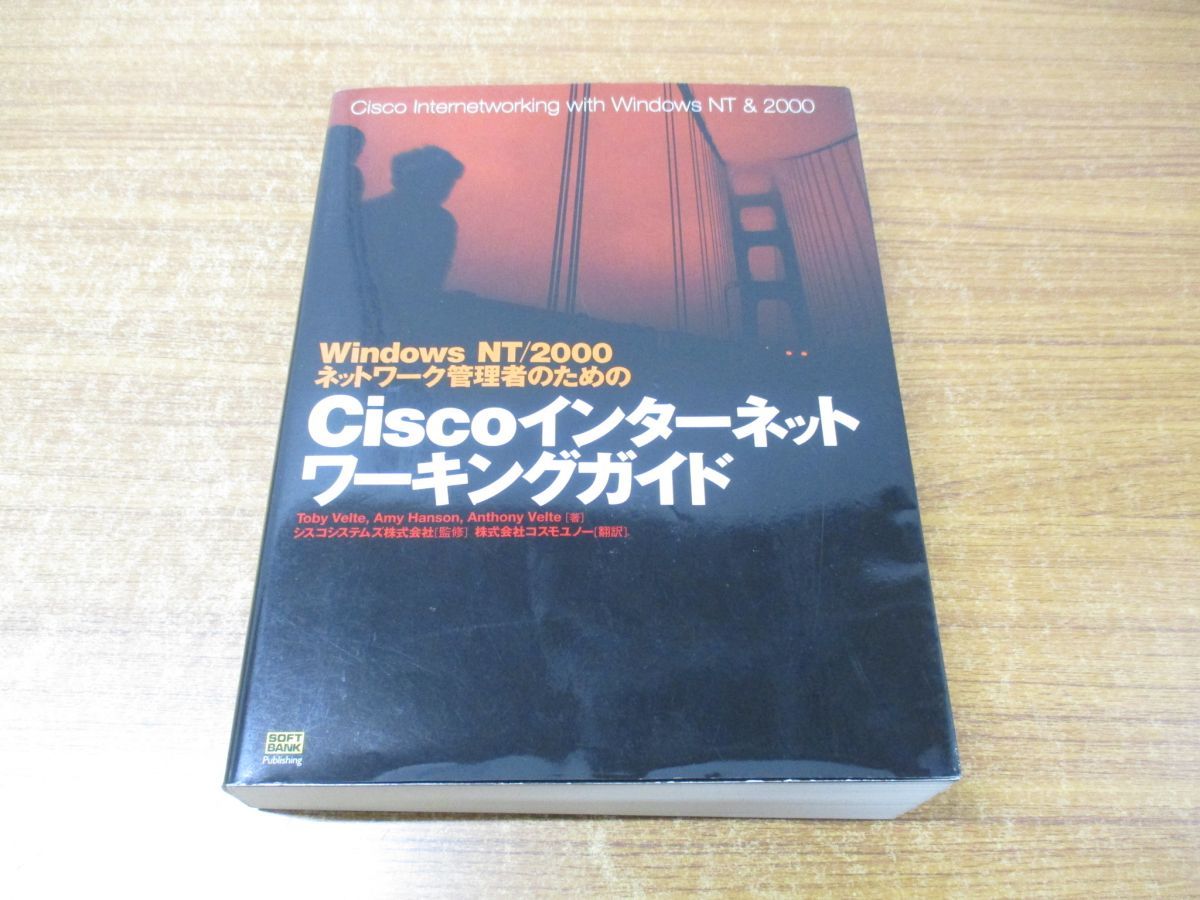 Cisco Internetworking with Windows NT & 2000
Windows NT/2000
ネットワーク管理者のための
Ciscoインターネット
ワーキングガイド
Toby Velte, Amy Hanson, Anthony Velte [著]
シスコシステムズ株式会社[監修] 株式会社コスモユノー[翻訳]
SOFT
BANK
Publishing